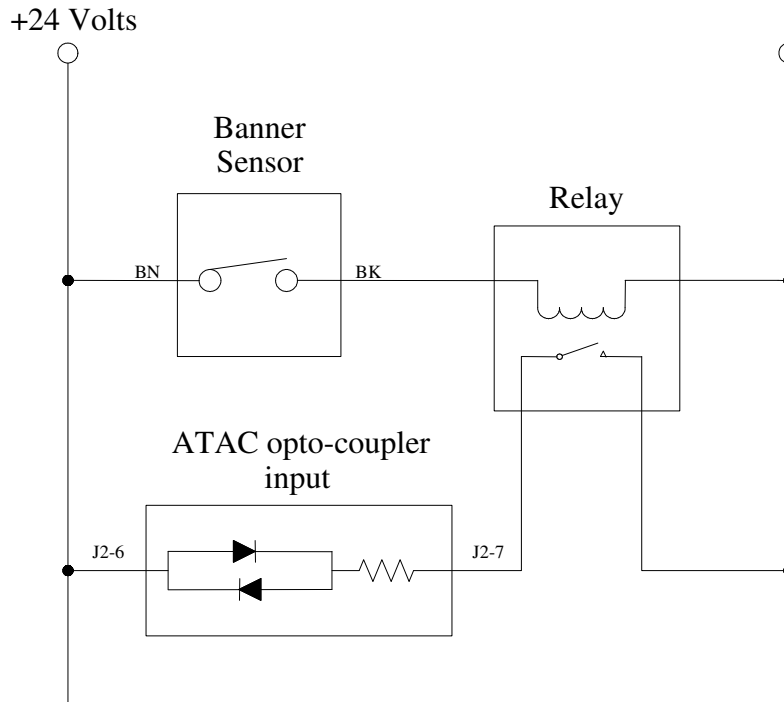 +24 Volts
Banner
Sensor
Relay
BN
BK
ATAC opto-coupler
input
J2-6
J2-7